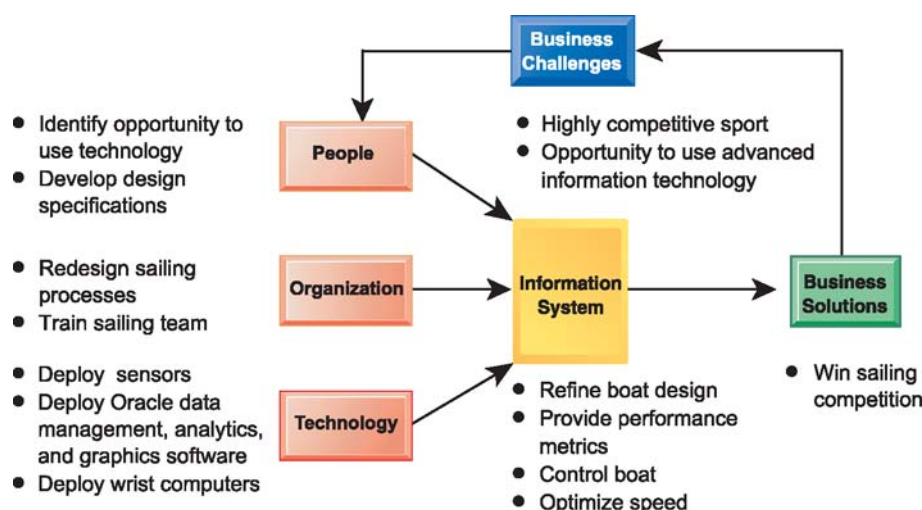 Business
Challenges
● Identify opportunity to
use technology
● Develop design
specifications
People
● Highly competitive sport
● Opportunity to use advanced
information technology
● Redesign sailing
processes
● Train sailing team
Organization
Information
System
Business
Solutions
● Deploy sensors
● Deploy Oracle data
management, analytics,
and graphics software
● Deploy wrist computers
Technology
● Refine boat design
● Provide performance
metrics
● Control boat
● Optimize speed
● Win sailing
competition